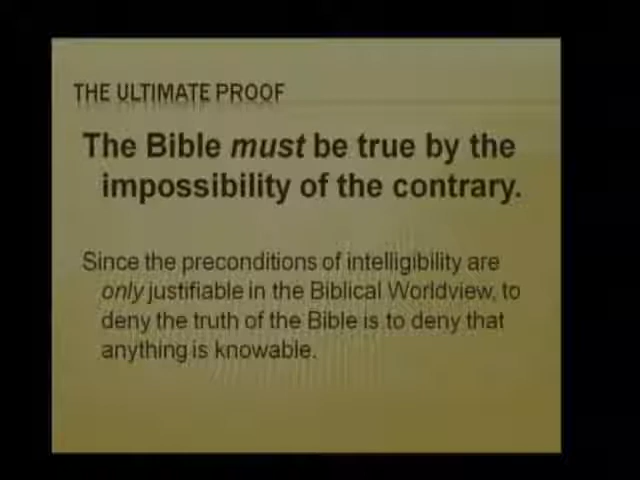 THE ULTIMATE PROOF
The Bible must be true by the
impossibility of the contrary.
Since the preconditions of intelligibility are
only justifiable in the Biblical Worldview, to
deny the truth of the Bible is to deny that
anything is knowable.